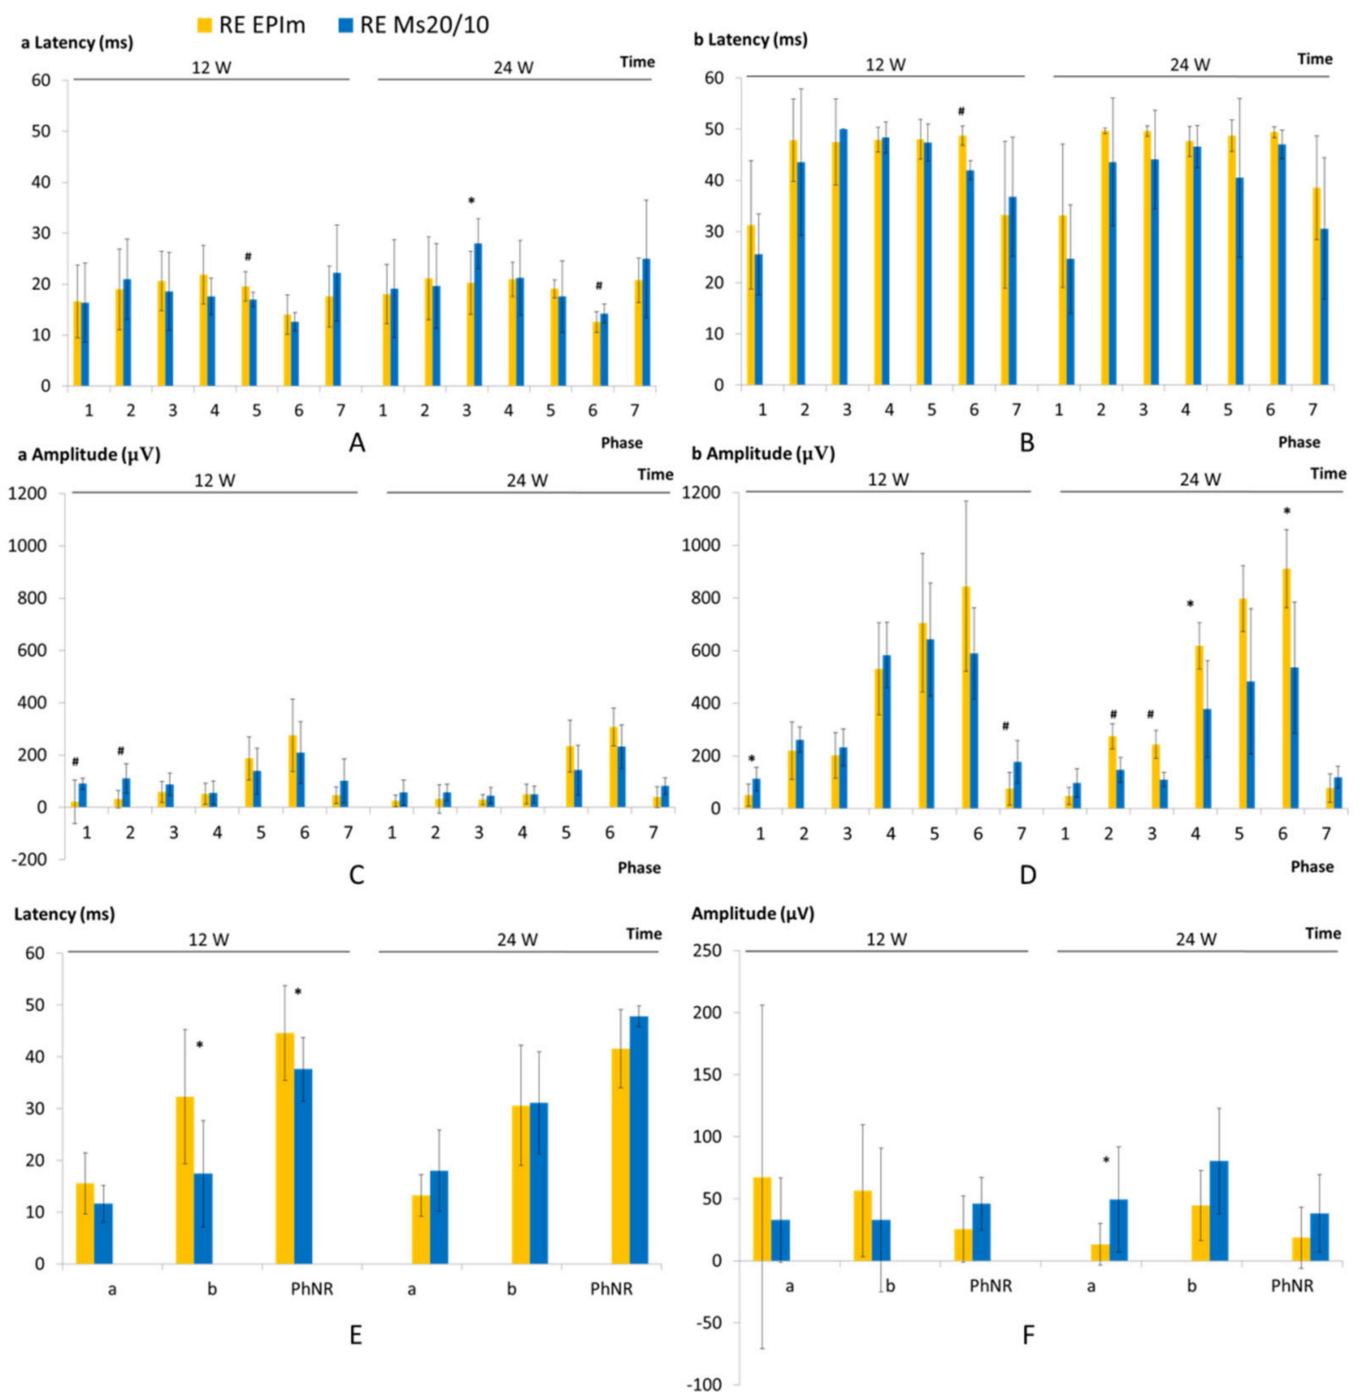 RE EPIm RE Ms20/10
a Latency (ms)
12 W 24 W Time
60
50
40
30
20
10
0
* # #
1 2 3 4 5 6 7 1 2 3 4 5 6 7
A Phase
b Latency (ms)
12 W 24 W Time
60
50
40
30
20
10
0
#
1 2 3 4 5 6 7 1 2 3 4 5 6 7
B Phase
a Amplitude (μV)
12 W 24 W Time
1200
1000
800
600
400
200
0
-200
# #
1 2 3 4 5 6 7 1 2 3 4 5 6 7
C Phase
b Amplitude (μV)
12 W 24 W Time
1200
1000
800
600
400
200
0
* # # # * *
1 2 3 4 5 6 7 1 2 3 4 5 6 7
D Phase
Latency (ms)
12 W 24 W Time
60
50
40
30
20
10
0
* *
a b PhNR a b PhNR
E
Amplitude (μV)
12 W 24 W Time
250
200
150
100
50
0
-50
-100
*
a b PhNR a b PhNR
F